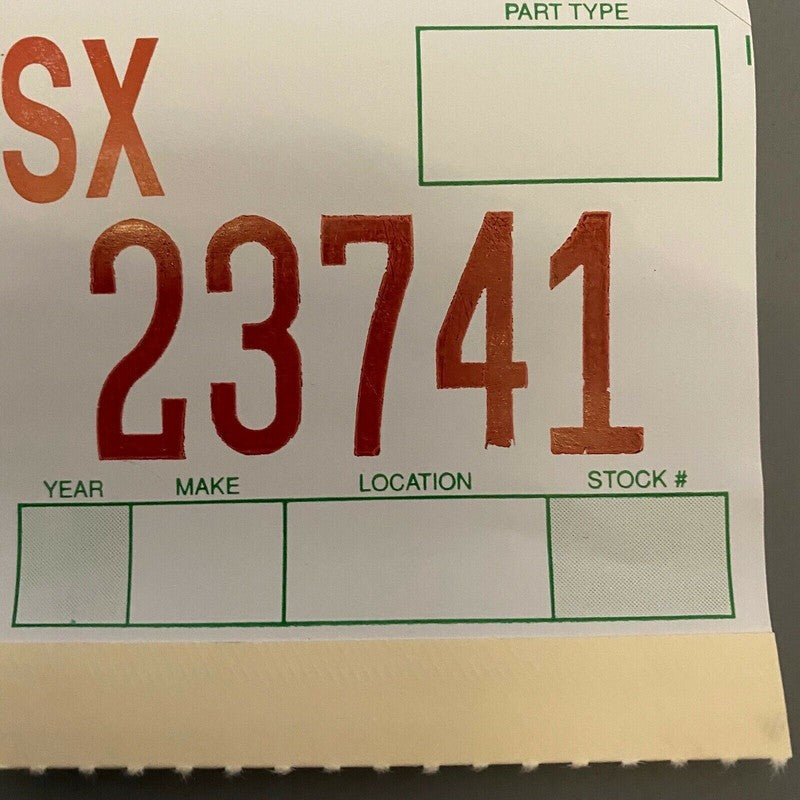 PART TYPE
SX
23741
YEAR MAKE LOCATION STOCK #